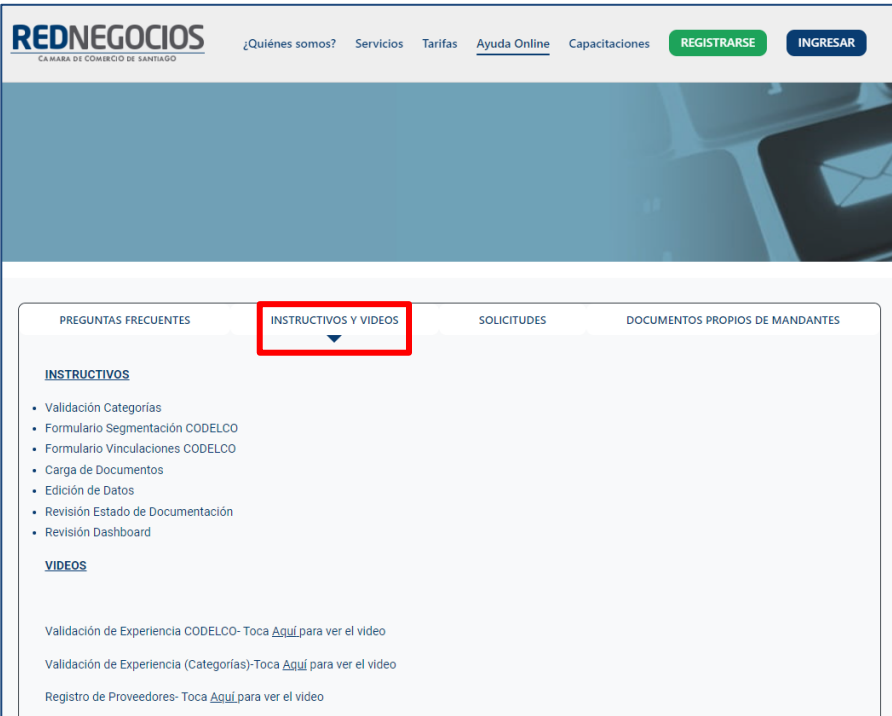 REDNEGOCIOS
CAMARA DE COMERCIO DE SANTIAGO
¿Quiénes somos? Servicios Tarifas Ayuda Online Capacitaciones REGISTRARSE INGRESAR
PREGUNTAS FRECUENTES INSTRUCTIVOS Y VIDEOS SOLICITUDES DOCUMENTOS PROPIOS DE MANDANTES
INSTRUCTIVOS
• Validación Categorías
• Formulario Segmentación CODELCO
• Formulario Vinculaciones CODELCO
• Carga de Documentos
• Edición de Datos
• Revisión Estado de Documentación
• Revisión Dashboard
VIDEOS
Validación de Experiencia CODELCO- Toca Aquí para ver el video
Validación de Experiencia (Categorías)-Toca Aquí para ver el video
Registro de Proveedores- Toca Aquí para ver el video